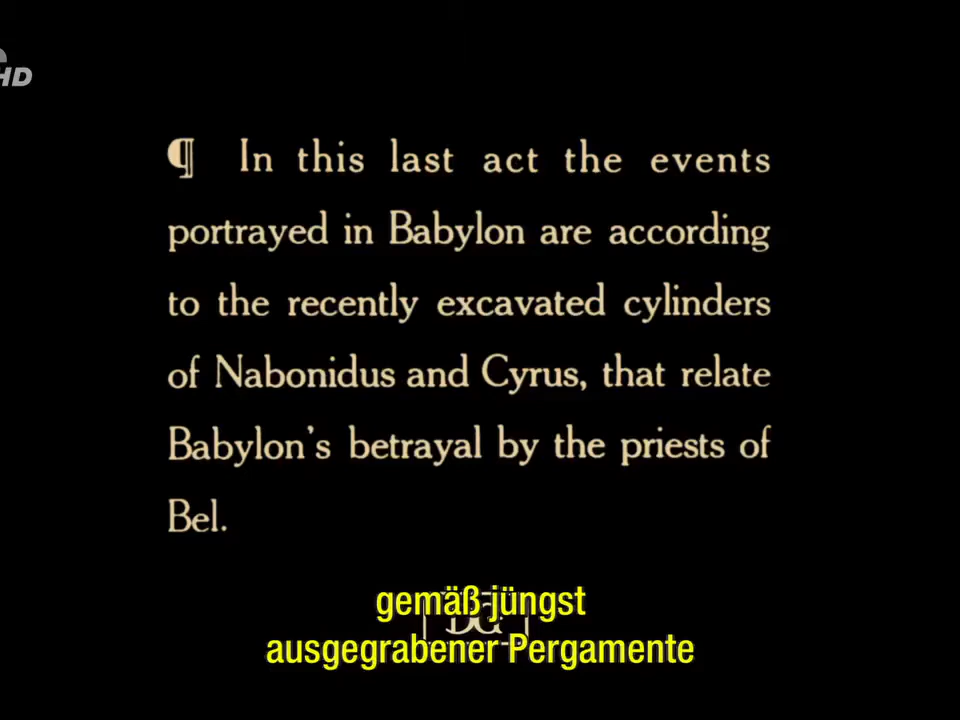 HD
¶ In this last act the events
portrayed in Babylon are according
to the recently excavated cylinders
of Nabonidus and Cyrus, that relate
Babylon's betrayal by the priests of
Bel.
DG
gemäß jüngst
ausgegrabener Pergamente